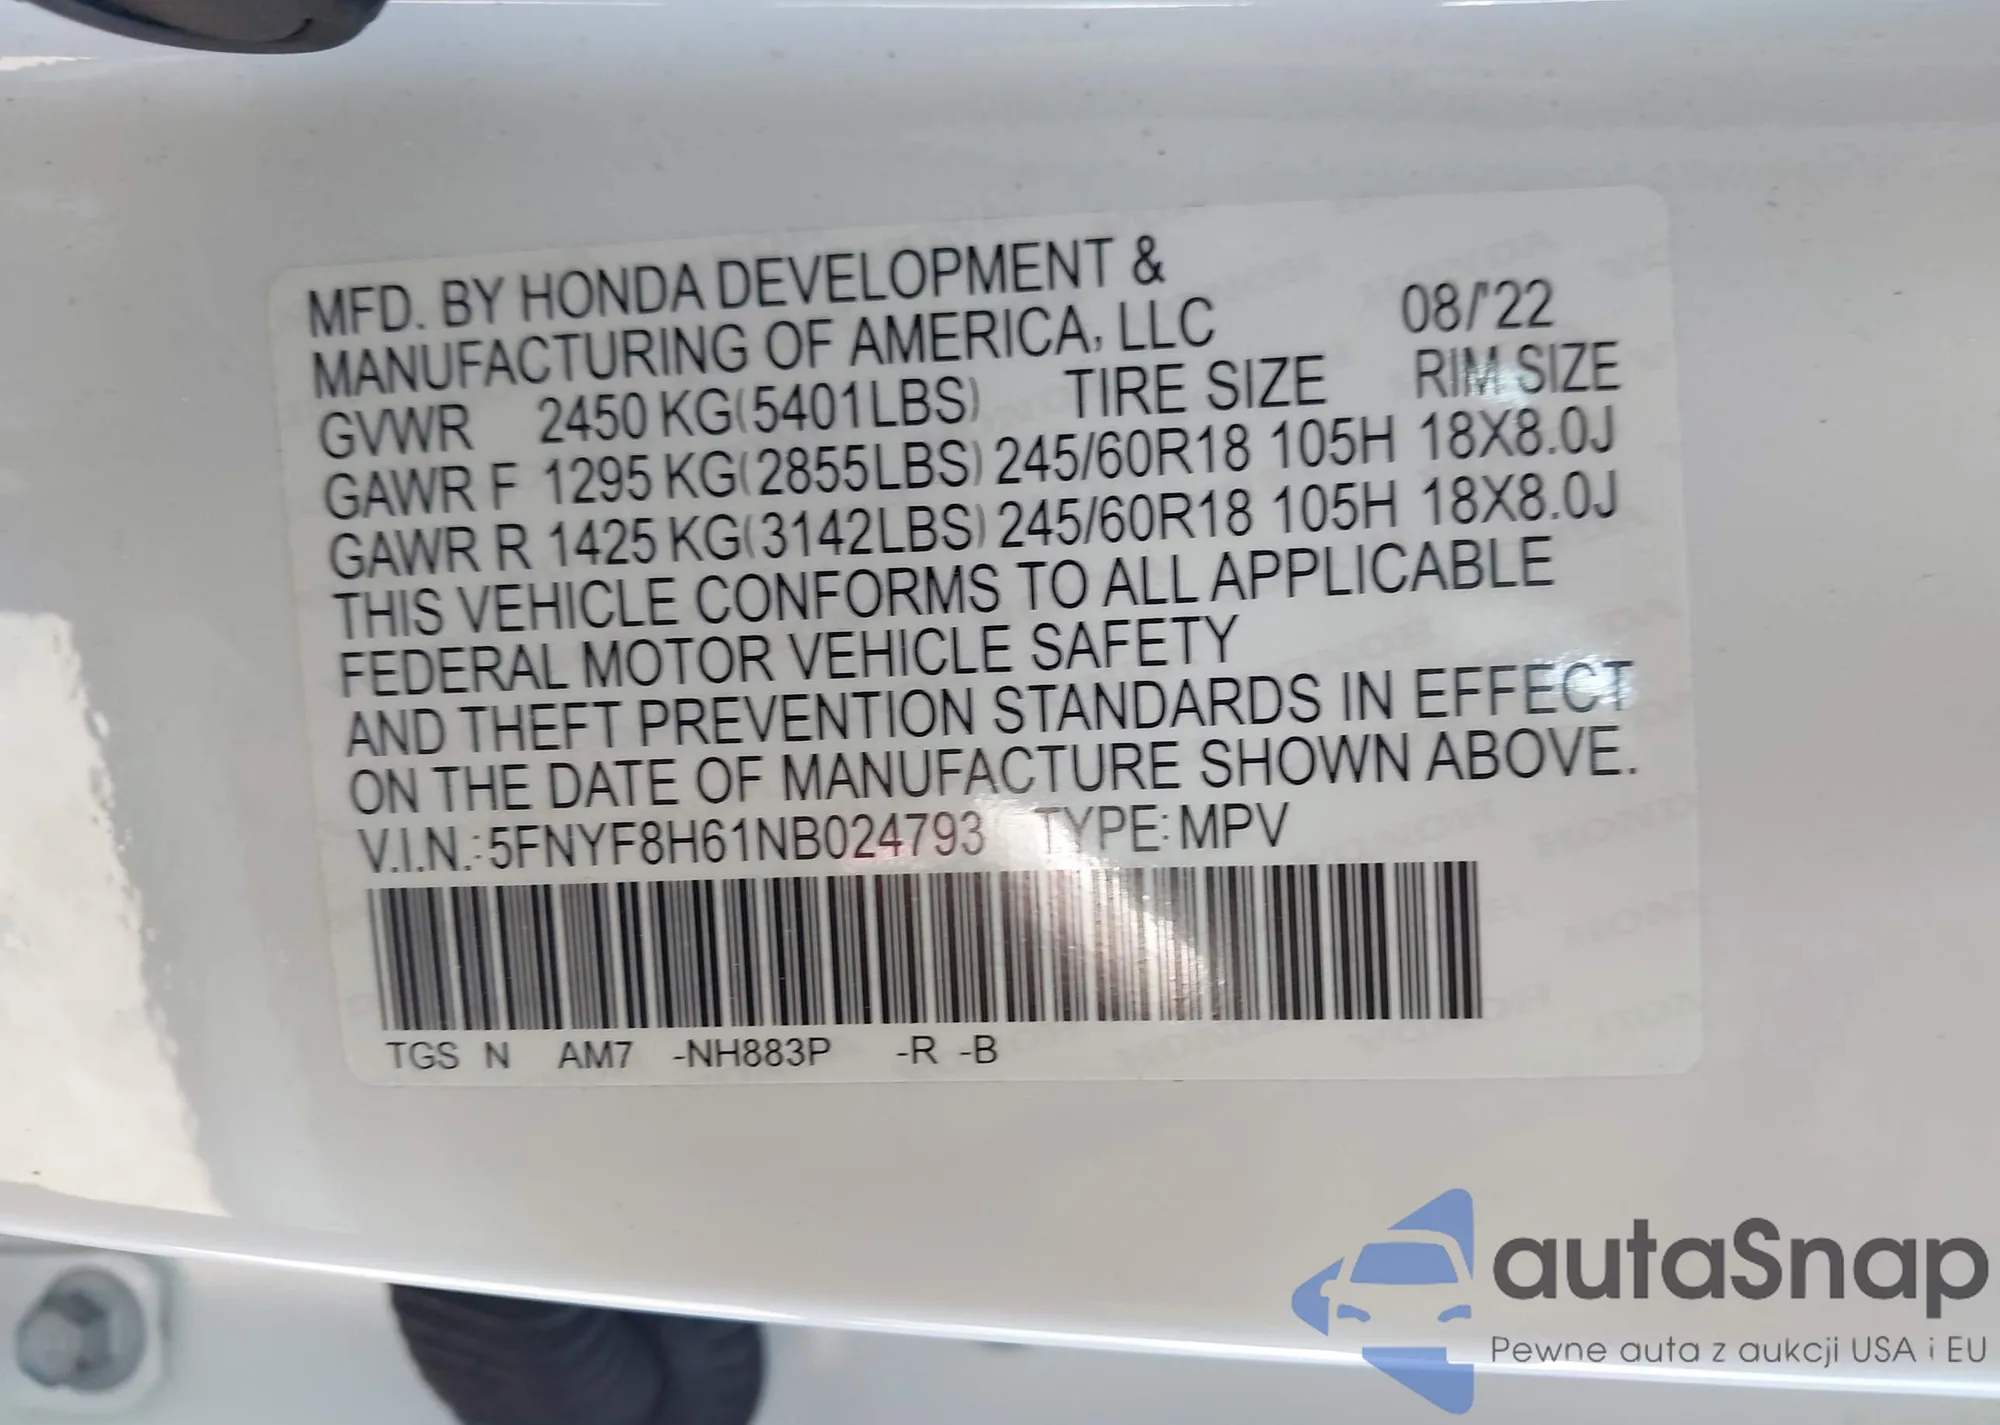 MFD. BY HONDA DEVELOPMENT &
MANUFACTURING OF AMERICA, LLC 08/'22
GVWR 2450 KG(5401LBS) TIRE SIZE RIM SIZE
GAWR F 1295 KG(2855LBS) 245/60R18 105H 18X8.0J
GAWR R 1425 KG(3142LBS) 245/60R18 105H 18X8.0J
THIS VEHICLE CONFORMS TO ALL APPLICABLE
FEDERAL MOTOR VEHICLE SAFETY
AND THEFT PREVENTION STANDARDS IN EFFECT
ON THE DATE OF MANUFACTURE SHOWN ABOVE.
V.I.N.:5FNYF8H61NB024793 TYPE:MPV
TGS N AM7 -NH883P -R -B
autaSnap
Pewne auta z aukcji USA i EU